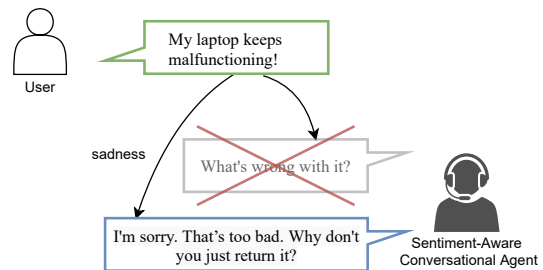 My laptop keeps
malfunctioning!
User
sadness
What's wrong with it?
I'm sorry. That's too bad. Why don't
you just return it?
Sentiment-Aware
Conversational Agent